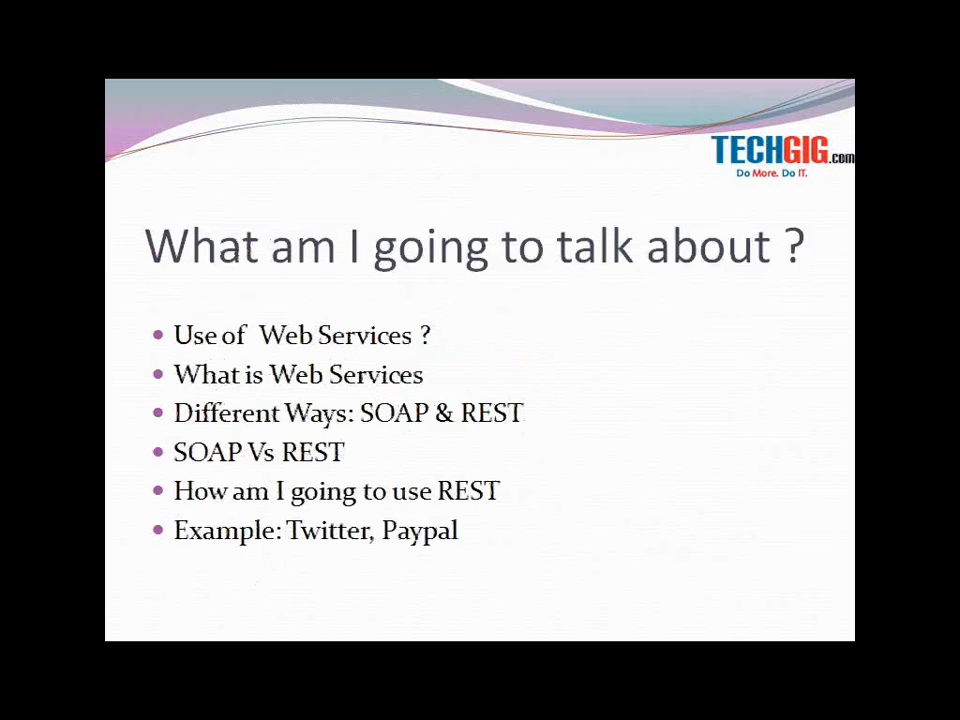 TECHGIG.com
Do More. Do IT.
What am I going to talk about ?
Use of Web Services ?
What is Web Services
Different Ways: SOAP & REST
SOAP Vs REST
How am I going to use REST
Example: Twitter, Paypal